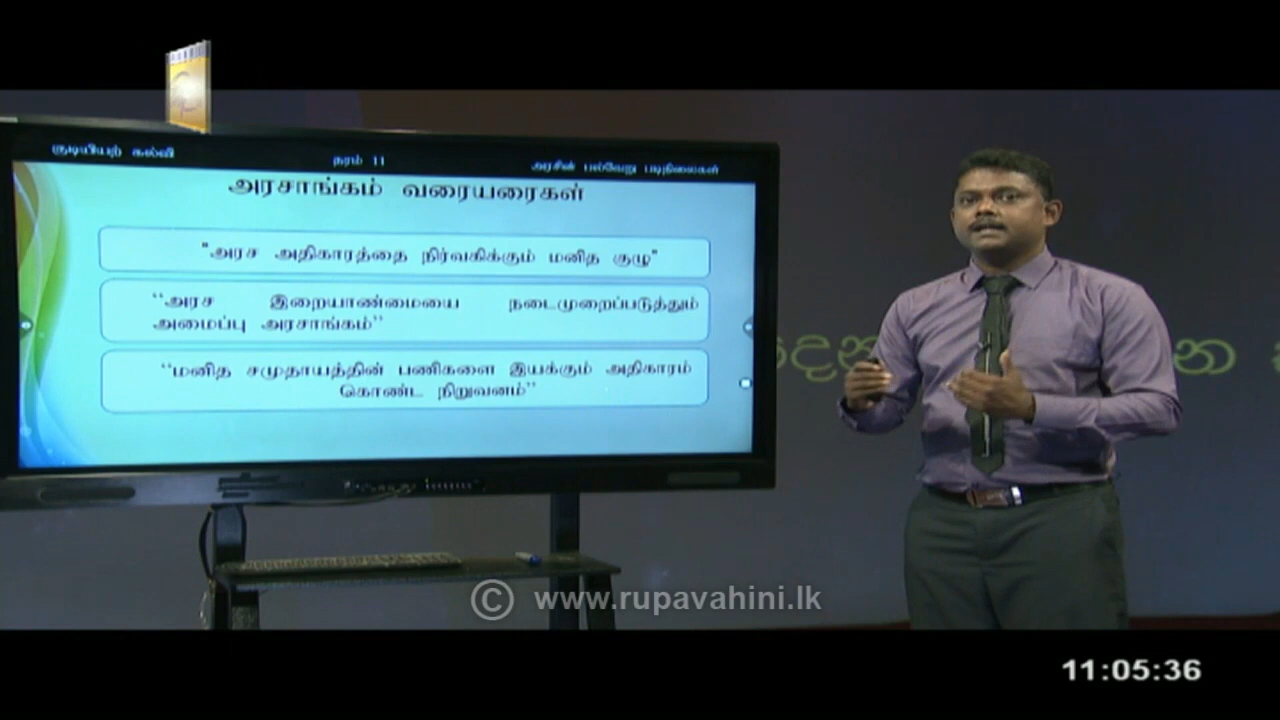 குடியியற் கல்வி
தரம் 11
அரசின் பல்வேறு படிநிலைகள்
அரசாங்கம் வரையரைகள்
"அரச அதிகாரத்தை நிர்வகிக்கும் மனித குழு"
“அரச இறையாண்மையை நடைமுறைப்படுத்தும்
அமைப்பு அரசாங்கம்”
“மனித சமுதாயத்தின் பணிகளை இயக்கும் அதிகாரம்
கொண்ட நிறுவனம்”
© www.rupavahini.lk
11:05:36